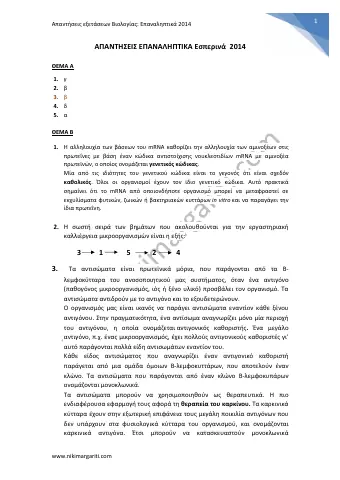 Απαντήσεις εξετάσεων Βιολογίας: Επαναληπτικά 2014
1
ΑΠΑΝΤΗΣΕΙΣ ΕΠΑΝΑΛΗΠΤΙΚΑ Εσπερινά 2014
ΘΕΜΑ Α
1. γ
2. β
3. β
4. δ
5. α
ΘΕΜΑ Β
1. Η αλληλουχία των βάσεων του mRNA καθορίζει την αλληλουχία των αμινοξέων στις
πρωτεΐνες με βάση έναν κώδικα αντιστοίχισης νουκλεοτιδίων mRNA με αμινοξέα
πρωτεϊνών, ο οποίος ονομάζεται γενετικός κώδικας.
Μία από τις ιδιότητες του γενετικού κώδικα είναι το γεγονός ότι είναι σχεδόν
καθολικός. Όλοι οι οργανισμοί έχουν τον ίδιο γενετικό κώδικα. Αυτό πρακτικά
σημαίνει ότι το mRNA από οποιονδήποτε οργανισμό μπορεί να μεταφραστεί σε
εκχυλίσματα φυτικών, ζωικών ή βακτηριακών κυττάρων in vitro και να παραγάγει την
ίδια πρωτεΐνη.
2. Η σωστή σειρά των βημάτων που ακολουθούνται για την εργαστηριακή
καλλιέργεια μικροοργανισμών είναι η εξής:
3 → 1 → 5 → 2 → 4
3. Τα αντισώματα είναι πρωτεϊνικά μόρια, που παράγονται από τα Β-
λεμφοκύτταρα του ανοσοποιητικού μας συστήματος, όταν ένα αντιγόνο
(παθογόνος μικροοργανισμός, ιός ή ξένο υλικό) προσβάλει τον οργανισμό. Τα
αντισώματα αντιδρούν με το αντιγόνο και το εξουδετερώνουν.
Ο οργανισμός μας είναι ικανός να παράγει αντισώματα εναντίον κάθε ξένου
αντιγόνου. Στην πραγματικότητα, ένα αντίσωμα αναγνωρίζει μόνο μία περιοχή
του αντιγόνου, η οποία ονομάζεται αντιγονικός καθοριστής. Ένα μεγάλο
αντιγόνο, π.χ. ένας μικροοργανισμός, έχει πολλούς αντιγονικούς καθοριστές γι'
αυτό παράγονται πολλά είδη αντισωμάτων εναντίον του.
Κάθε είδος αντισώματος που αναγνωρίζει έναν αντιγονικό καθοριστή
παράγεται από μια ομάδα όμοιων Β-λεμφοκυττάρων, που αποτελούν έναν
κλώνο. Τα αντισώματα που παράγονται από έναν κλώνο Β-λεμφοκυττάρων
ονομάζονται μονοκλωνικά.
Τα αντισώματα μπορούν να χρησιμοποιηθούν ως θεραπευτικά. Η πιο
ενδιαφέρουσα εφαρμογή τους αφορά τη θεραπεία του καρκίνου. Τα καρκινικά
κύτταρα έχουν στην εξωτερική επιφάνεια τους μεγάλη ποικιλία αντιγόνων που
δεν υπάρχουν στα φυσιολογικά κύτταρα του οργανισμού, και ονομάζονται
καρκινικά αντιγόνα. Έτσι μπορούν να κατασκευαστούν μονοκλωνικά
www.nikimargariti.com